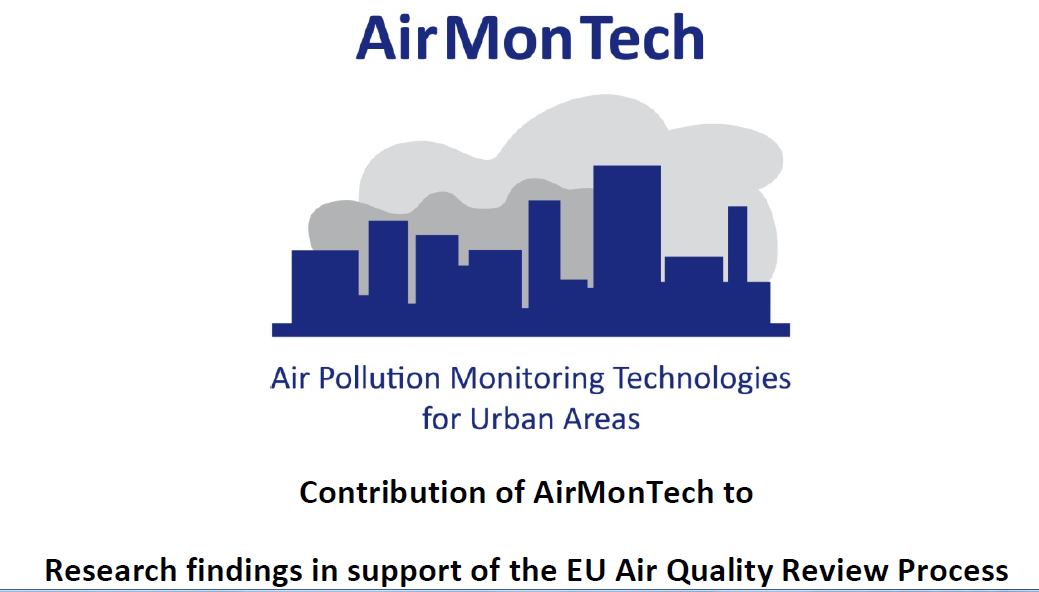 AirMonTech
Air Pollution Monitoring Technologies
for Urban Areas
Contribution of AirMonTech to
Research findings in support of the EU Air Quality Review Process